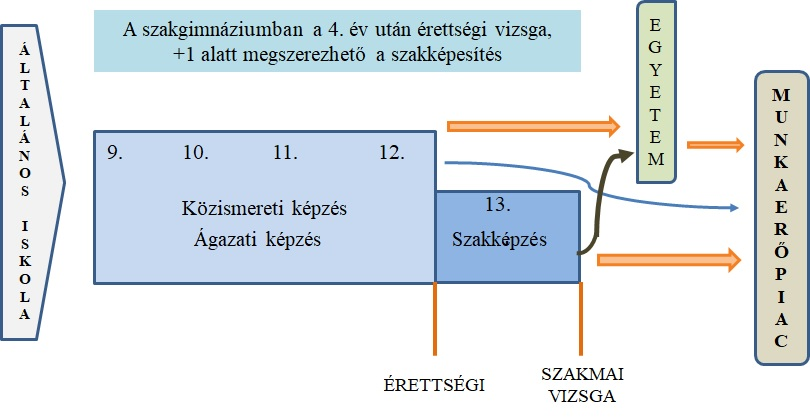 A szakgimnáziumban a 4. év után érettségi vizsga,
+1 alatt megszerezhető a szakképesítés
ÁLTALÁNOS ISKOLA
9. 10. 11. 12.
Közismereti képzés
Ágazati képzés
13.
Szakképzés
EGYETEM
MUNKAERŐPIAC
ÉRETTSÉGI
SZAKMAI
VIZSGA